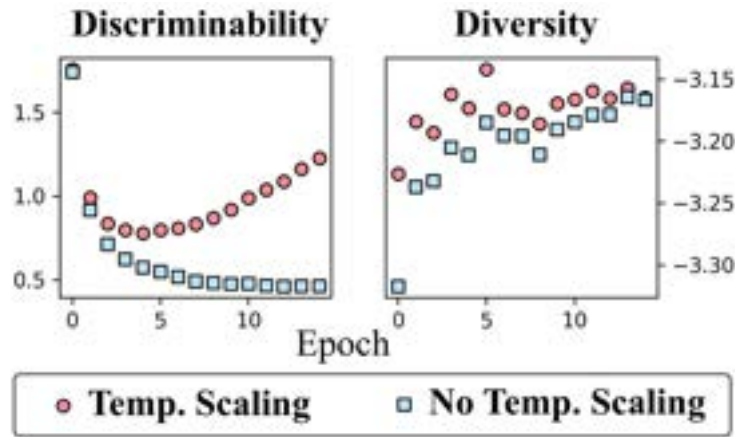 Discriminability Diversity
1.5 −3.15
−3.20
1.0 −3.25
0.5 −3.30
0 5 10 0 5 10
Epoch
Temp. Scaling No Temp. Scaling